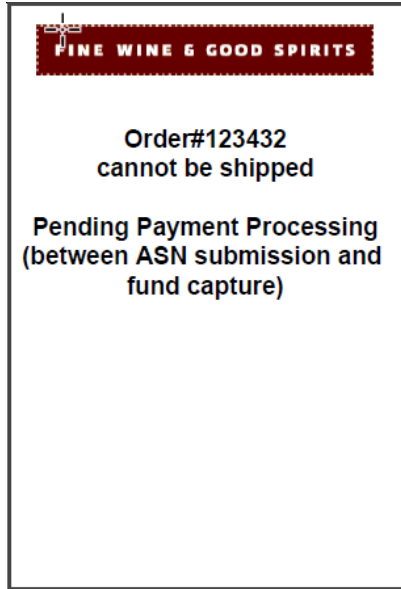 FINE WINE & GOOD SPIRITS
Order#123432
cannot be shipped
Pending Payment Processing
(between ASN submission and
fund capture)